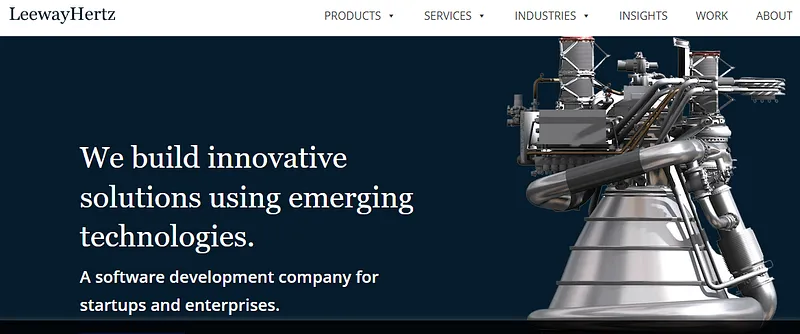 LeewayHertz PRODUCTS SERVICES INDUSTRIES INSIGHTS WORK ABOUT
We build innovative
solutions using emerging
technologies.
A software development company for
startups and enterprises.